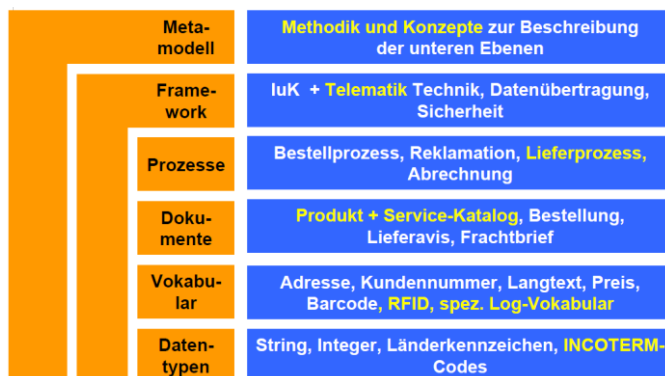 Meta-
modell
Methodik und Konzepte zur Beschreibung
der unteren Ebenen
Frame-
work
IuK + Telematik Technik, Datenübertragung,
Sicherheit
Prozesse
Bestellprozess, Reklamation, Lieferprozess,
Abrechnung
Doku-
mente
Produkt + Service-Katalog, Bestellung,
Lieferavis, Frachtbrief
Vokabu-
lar
Adresse, Kundennummer, Langtext, Preis,
Barcode, RFID, spez. Log-Vokabular
Daten-
typen
String, Integer, Länderkennzeichen, INCOTERM-
Codes